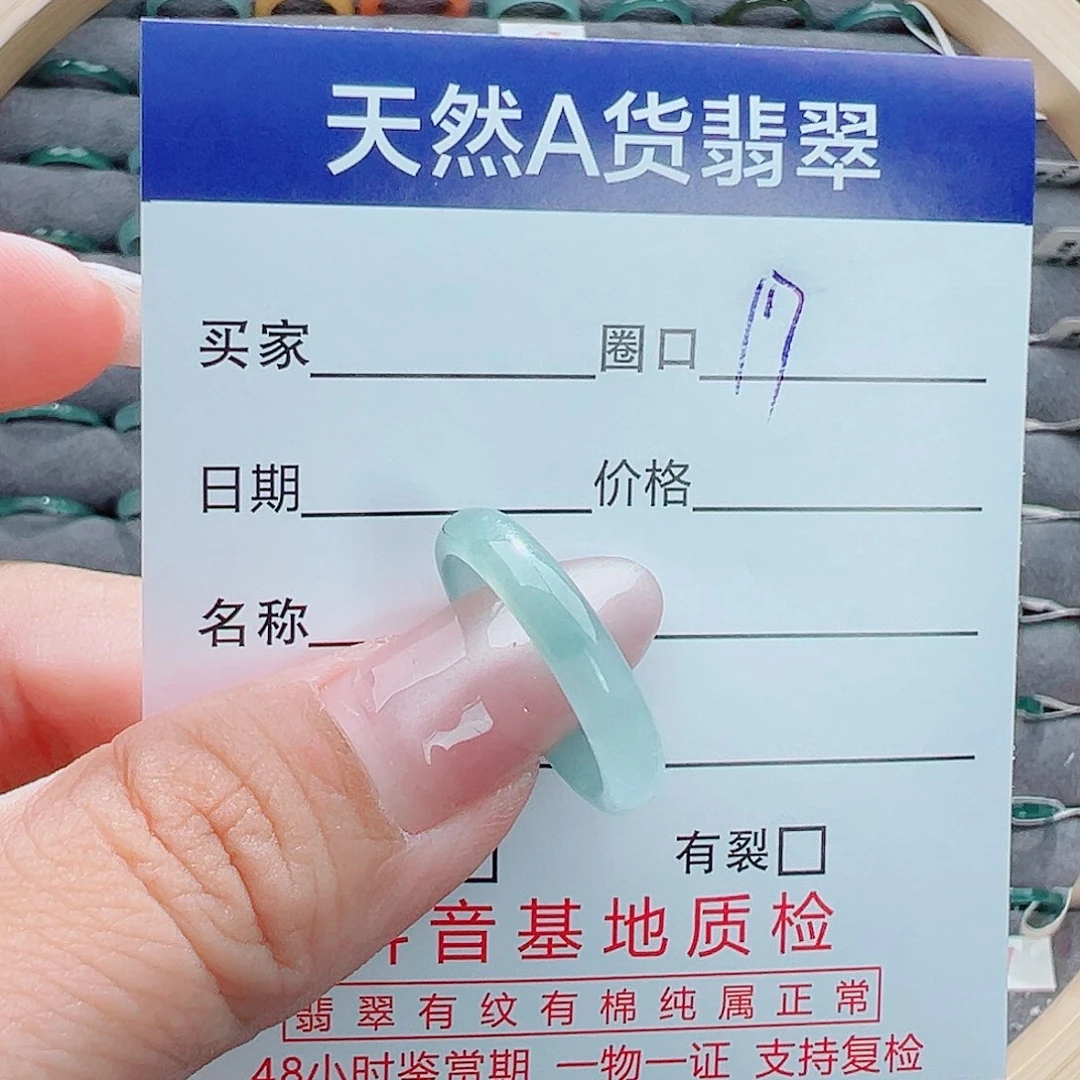 天然A货翡翠
买家 圈口 17
日期 价格
名称
有裂
音基地质检
翡翠有纹有棉纯属正常
48小时鉴赏期 一物一证 支持复检